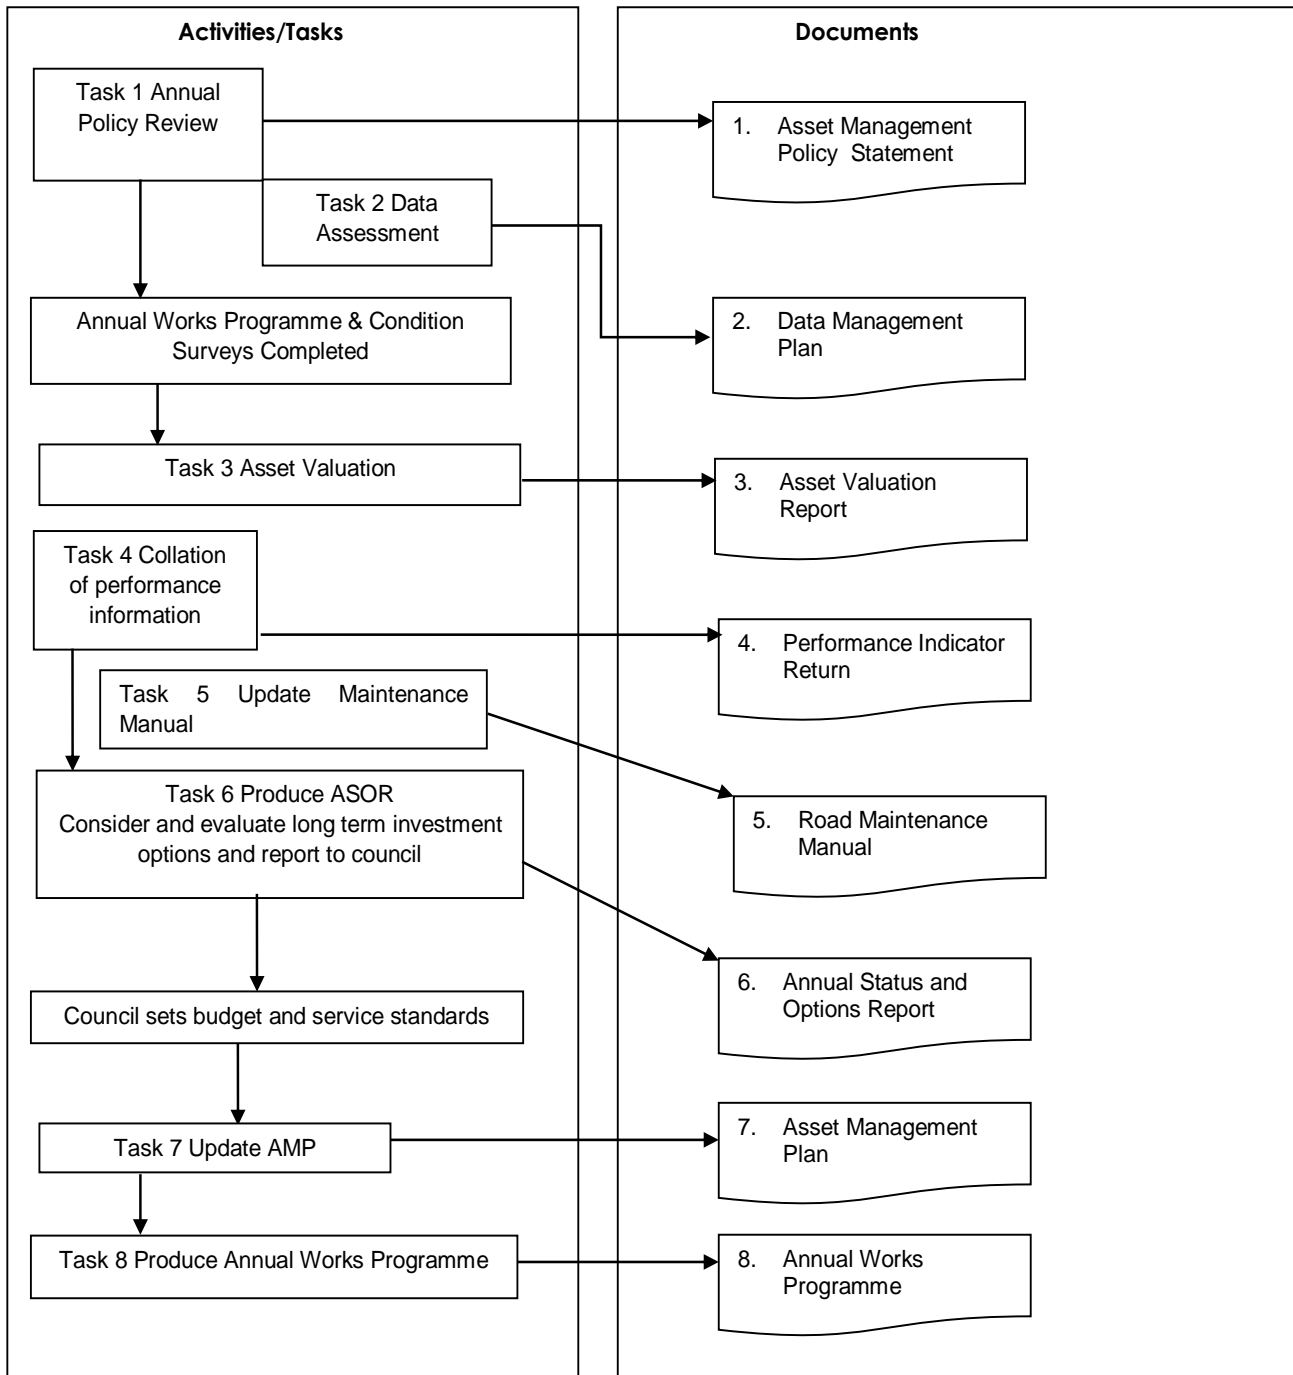 Activities/Tasks
Task 1 Annual
Policy Review
Task 2 Data
Assessment
Annual Works Programme & Condition
Surveys Completed
Task 3 Asset Valuation
Task 4 Collation
of performance
information
Task 5 Update Maintenance
Manual
Task 6 Produce ASOR
Consider and evaluate long term investment
options and report to council
Council sets budget and service standards
Task 7 Update AMP
Task 8 Produce Annual Works Programme
Documents
1. Asset Management
Policy Statement
2. Data Management
Plan
3. Asset Valuation
Report
4. Performance Indicator
Return
5. Road Maintenance
Manual
6. Annual Status and
Options Report
7. Asset Management
Plan
8. Annual Works
Programme